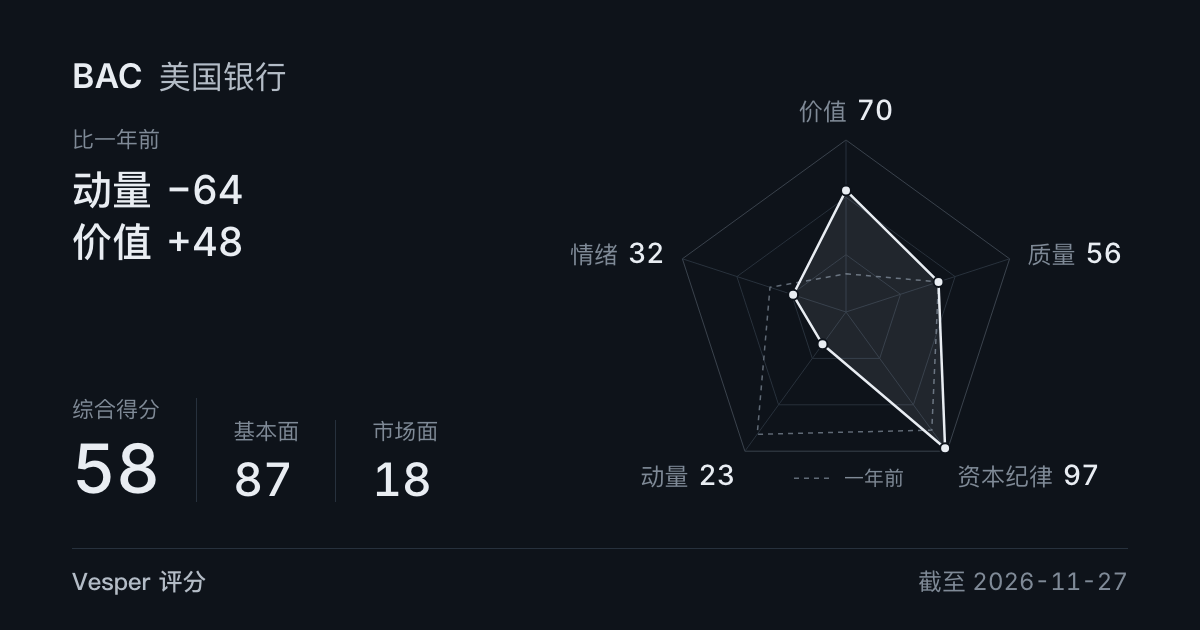 BAC 美国银行
比一年前
动量 −64
价值 +48
综合得分
58
基本面
87
市场面
18
价值 70
质量 56
资本纪律 97
动量 23
情绪 32
一年前
Vesper 评分
截至 2026-11-27